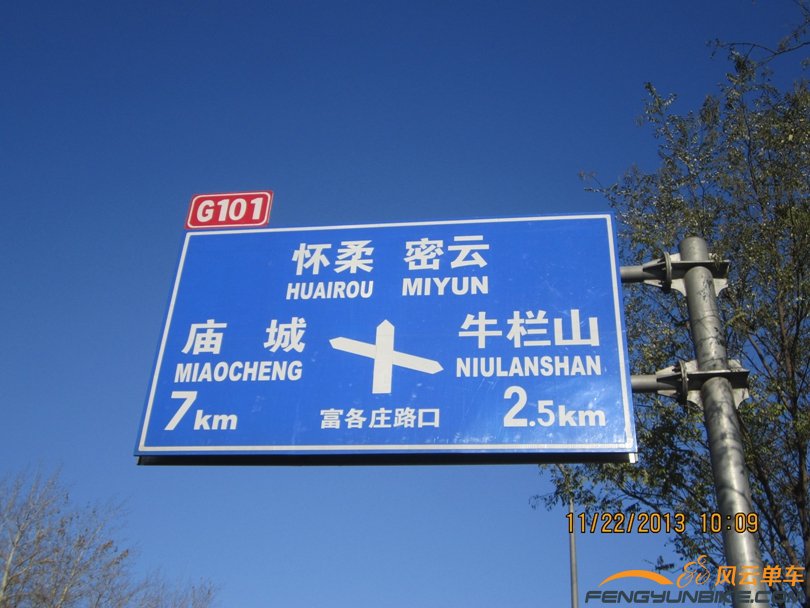 G101
怀柔 密云
HUAIROU MIYUN
庙 城
MIAOCHENG
7km
牛栏山
NIULANSHAN
2.5km
富各庄路口
11/22/2013 10:09
风云单车
FENGYUNBIKE.COM